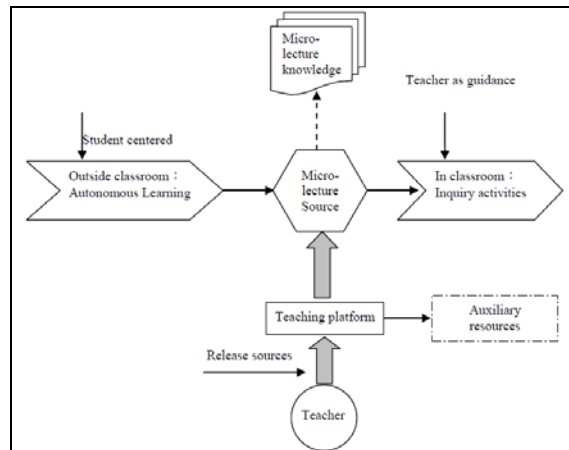 Micro-
lecture
knowledge
Teacher as guidance
Student centered
Outside classroom：
Autonomous Learning
Micro-
lecture
Source
In classroom：
Inquiry activities
Teaching platform
Auxiliary
resources
Release sources
Teacher